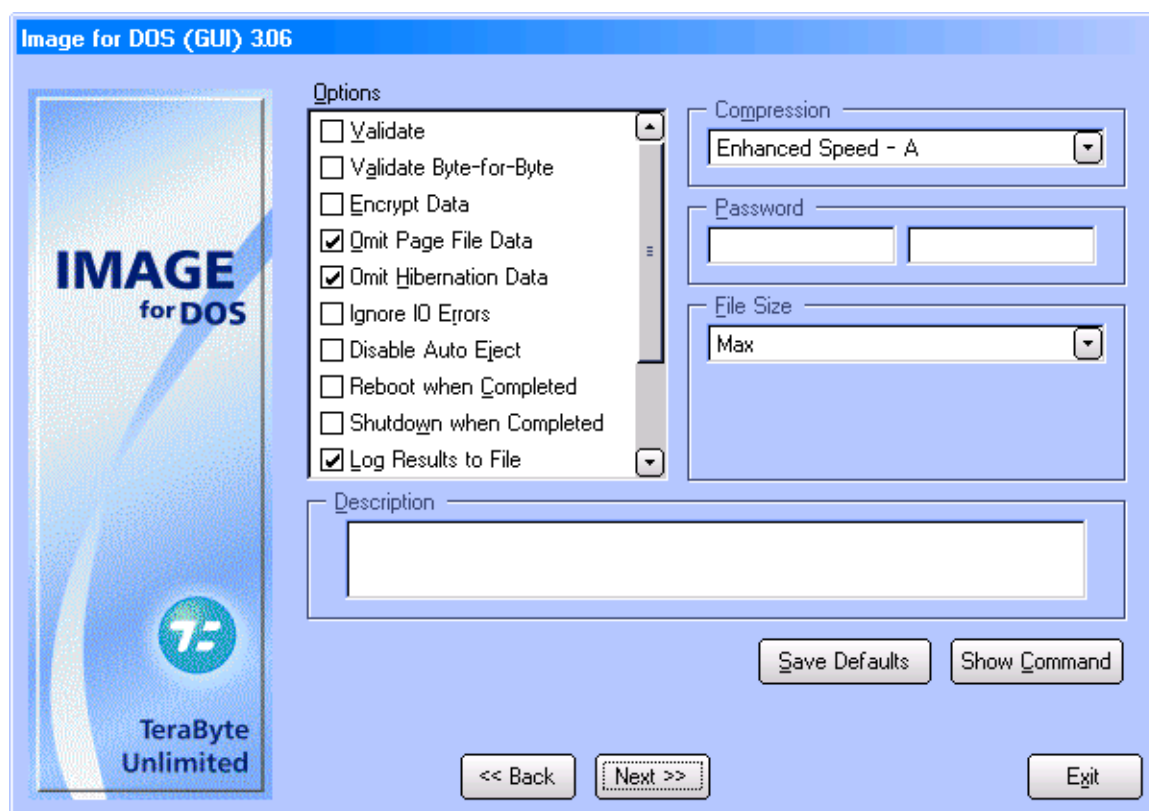 Image for DOS (GUI) 3.06
IMAGE
for DOS
TeraByte
Unlimited
Options
Validate
Validate Byte-for-Byte
Encrypt Data
Omit Page File Data
Omit Hibernation Data
Ignore IO Errors
Disable Auto Eject
Reboot when Completed
Shutdown when Completed
Log Results to File
Compression
Enhanced Speed - A
Password
File Size
Max
Description
Save Defaults
Show Command
<< Back
Next >>
Exit